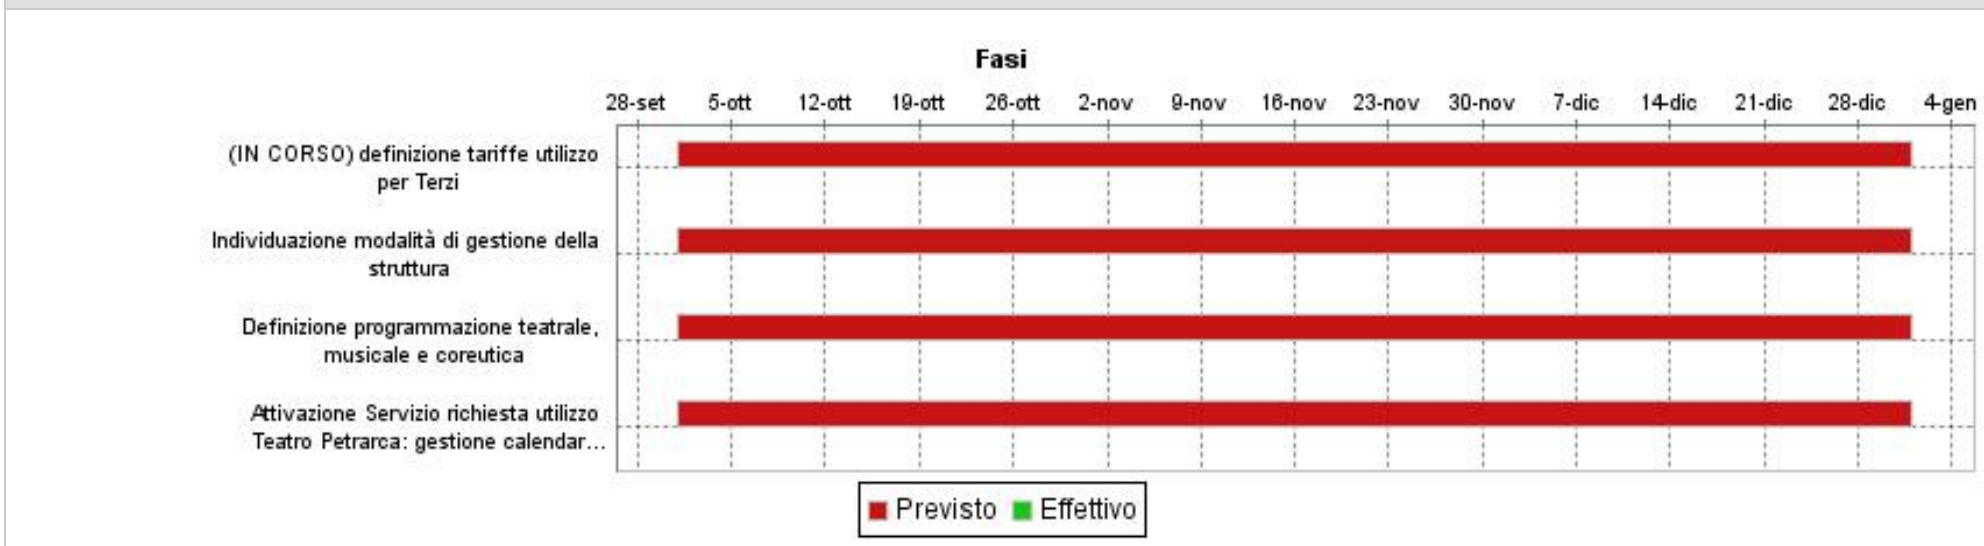 Fasi
28-set 5-ott 12-ott 19-ott 26-ott 2-nov 9-nov 16-nov 23-nov 30-nov 7-dic 14-dic 21-dic 28-dic 4-gen
(IN CORSO) definizione tariffe utilizzo
per Terzi
Individuazione modalità di gestione della
struttura
Definizione programmazione teatrale,
musicale e coreutica
Attivazione Servizio richiesta utilizzo
Teatro Petrarca: gestione calendar...
Previsto Effettivo